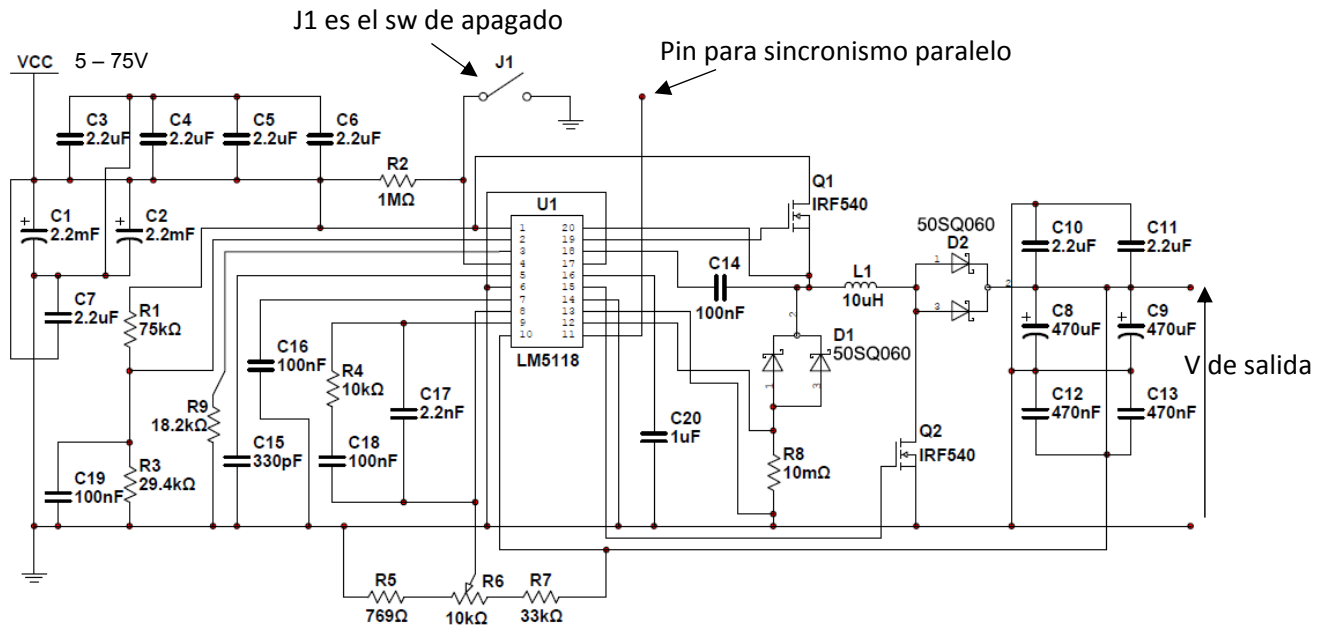 J1 es el sw de apagado
Pin para sincronismo paralelo
VCC 5 – 75V
J1
C3
2.2uF
C4
2.2uF
C5
2.2uF
C6
2.2uF
R2
1MΩ
C1
2.2mF
C2
2.2mF
C7
2.2uF
R1
75kΩ
R9
18.2kΩ
C19
100nF
R3
29.4kΩ
C15
330pF
C16
100nF
R4
10kΩ
C18
100nF
C17
2.2nF
U1
1 20
2 19
3 18
4 17
5 16
6 15
7 14
8 13
9 12
10 11
LM5118
C20
1uF
C14
100nF
Q1
IRF540
L1
10uH
2
D1
50SQ060
1 3
R8
10mΩ
50SQ060
D2
1
2
3
Q2
IRF540
C10
2.2uF
C11
2.2uF
C8
470uF
C9
470uF
C12
470nF
C13
470nF
V de salida
R5
769Ω
R6
10kΩ
R7
33kΩ